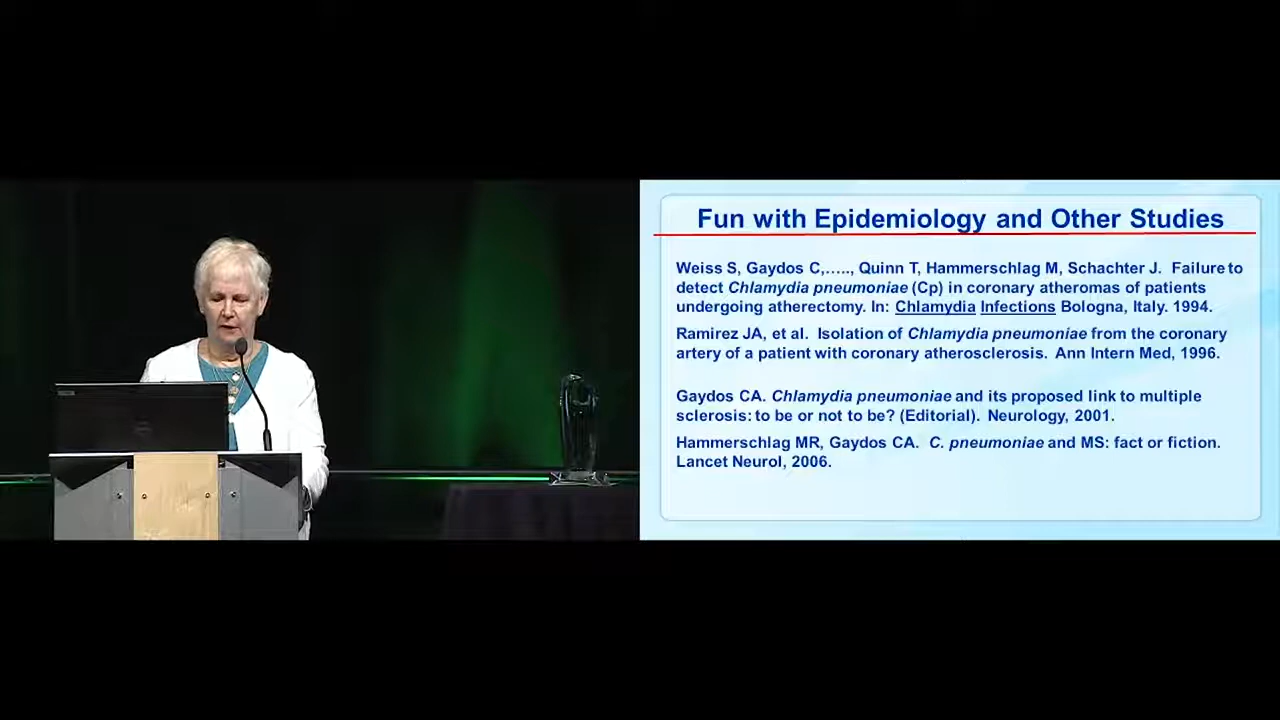 Fun with Epidemiology and Other Studies
Weiss S, Gaydos C,....., Quinn T, Hammerschlag M, Schachter J. Failure to
detect Chlamydia pneumoniae (Cp) in coronary atheromas of patients
undergoing atherectomy. In: Chlamydia Infections Bologna, Italy. 1994.
Ramirez JA, et al. Isolation of Chlamydia pneumoniae from the coronary
artery of a patient with coronary atherosclerosis. Ann Intern Med, 1996.
Gaydos CA. Chlamydia pneumoniae and its proposed link to multiple
sclerosis: to be or not to be? (Editorial). Neurology, 2001.
Hammerschlag MR, Gaydos CA. C. pneumoniae and MS: fact or fiction.
Lancet Neurol, 2006.